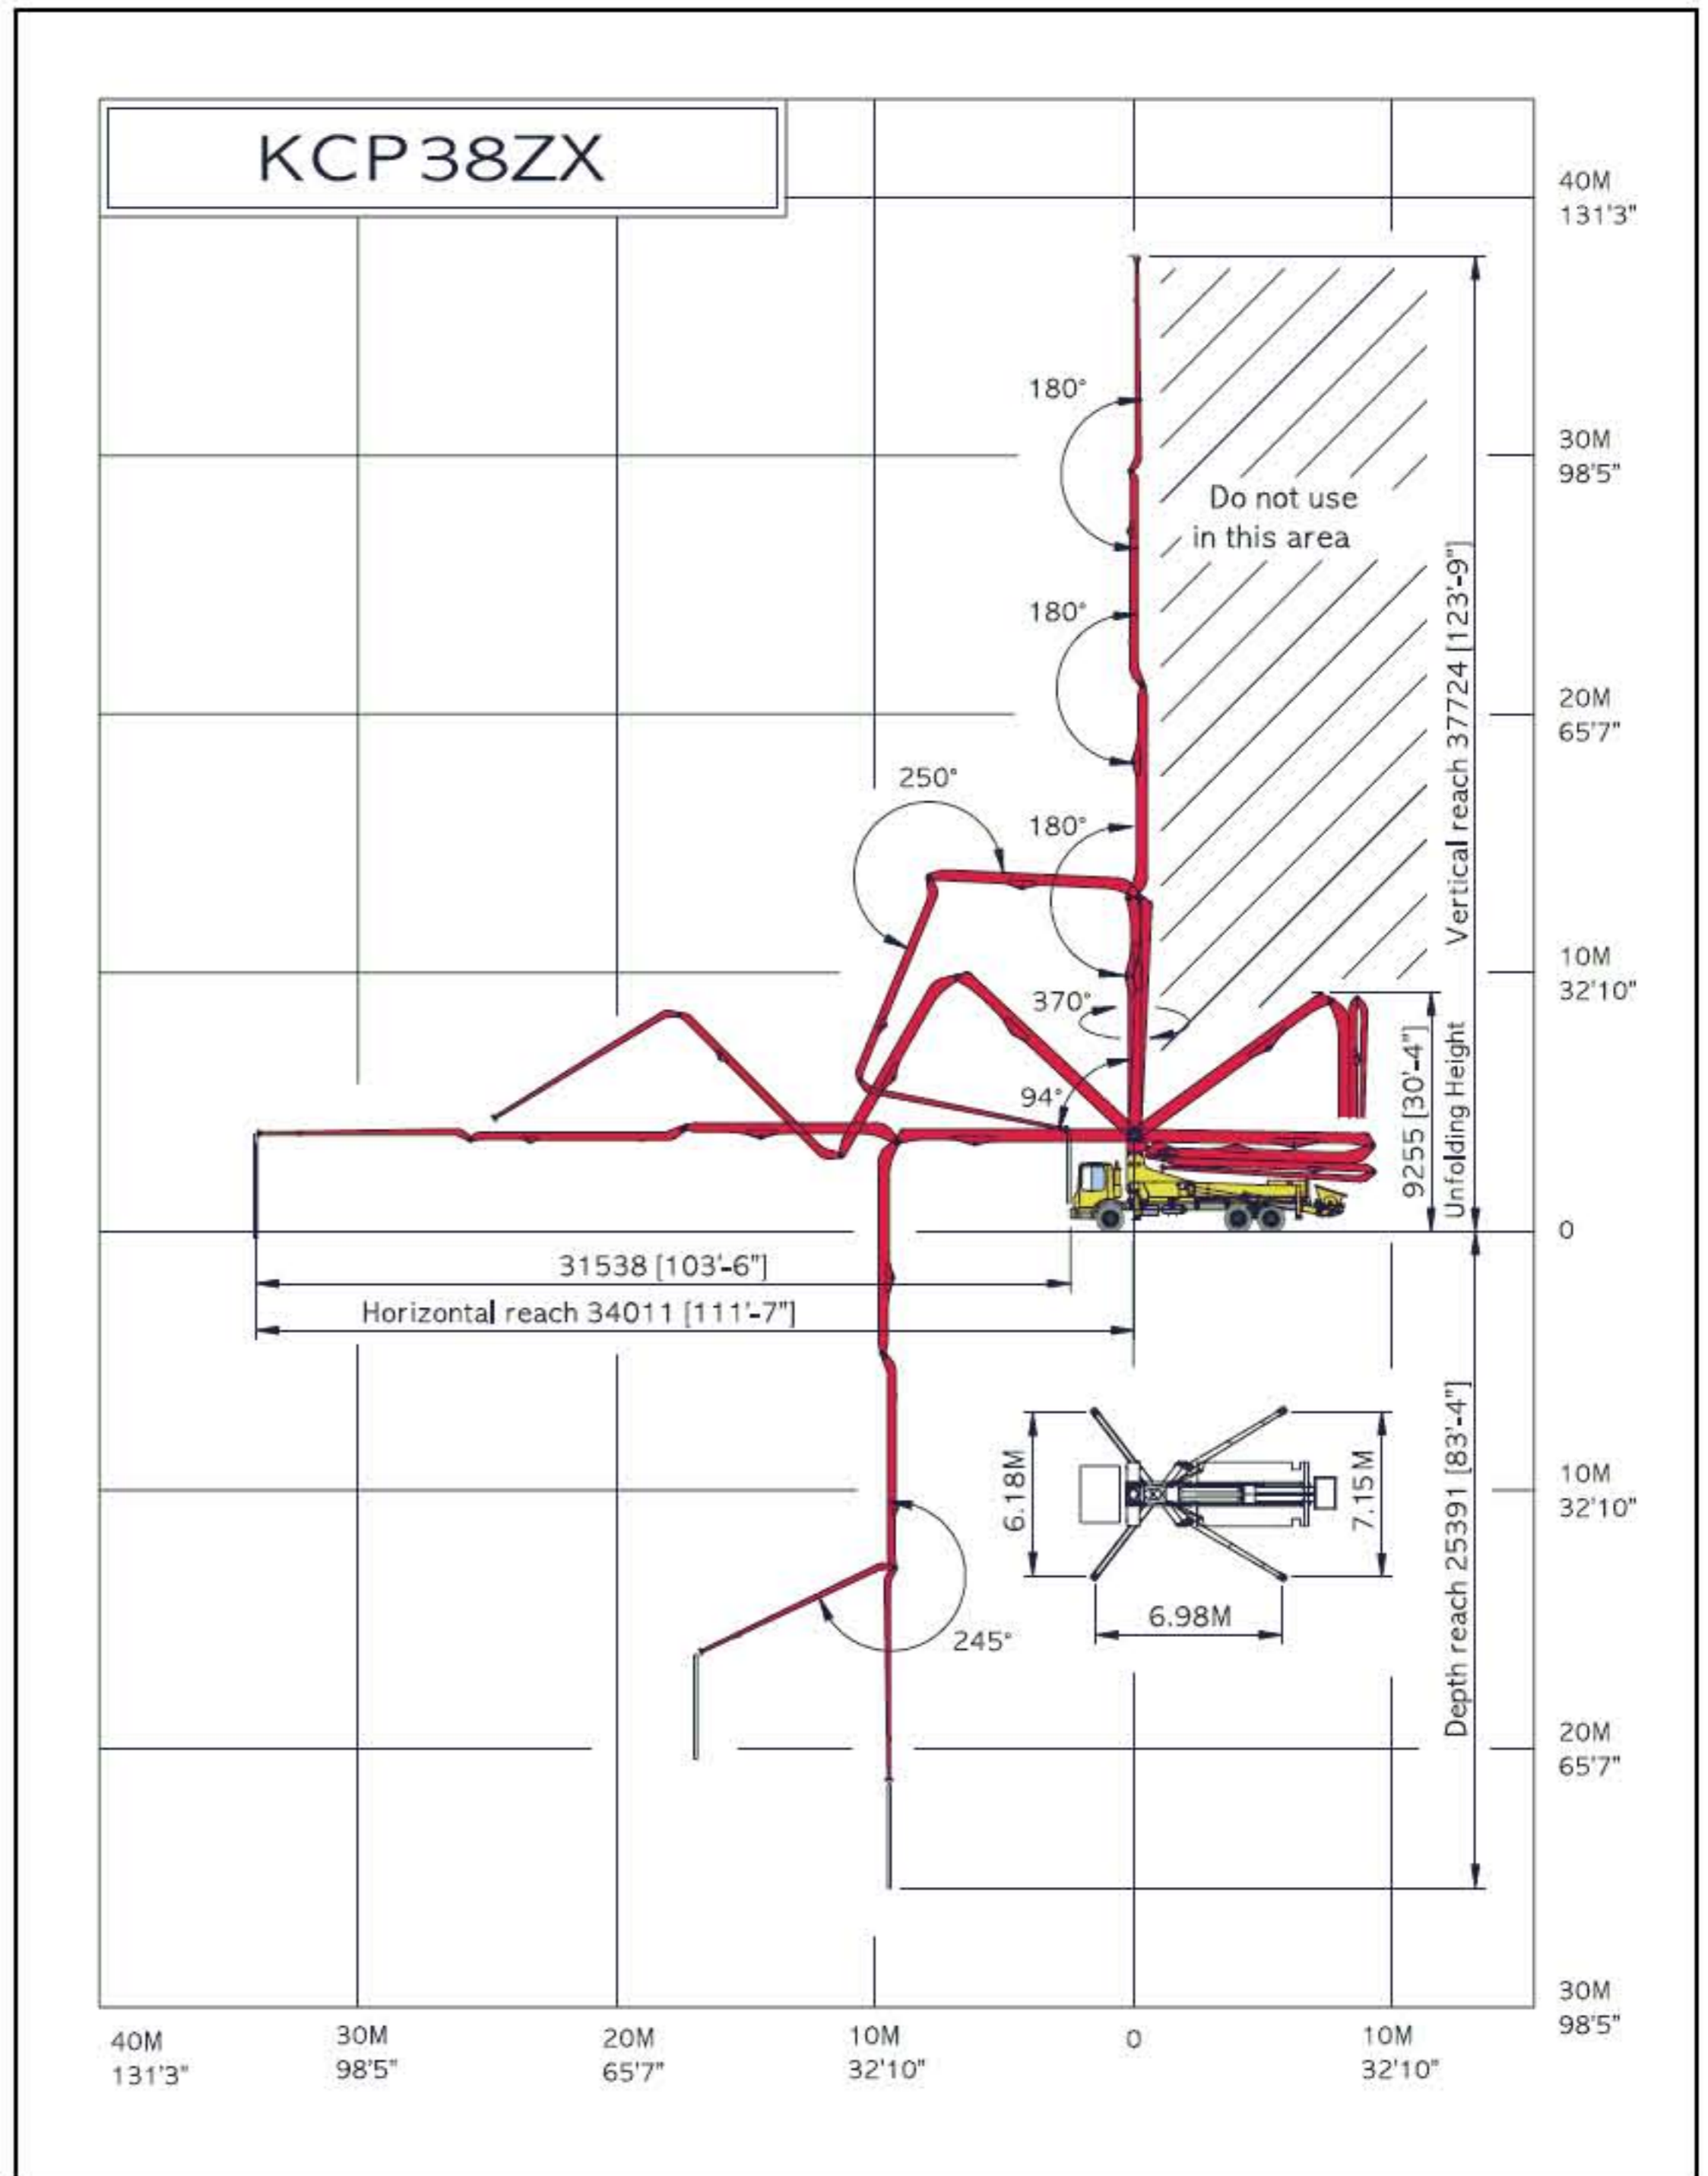 KCP38ZX
40M
131'3"
180°
30M
98'5"
Do not use
in this area
180°
20M
65'7"
Vertical reach 37724 [123'-9"]
250°
180°
10M
32'10"
370°
94°
9255 [30'-4"]
Unfolding Height
0
31538 [103'-6"]
Horizontal reach 34011 [111'-7"]
6.18M
7.15M
6.98M
Depth reach 25391 [83'-4"]
10M
32'10"
245°
20M
65'7"
30M
98'5"
40M
131'3"
30M
98'5"
20M
65'7"
10M
32'10"
0
10M
32'10"